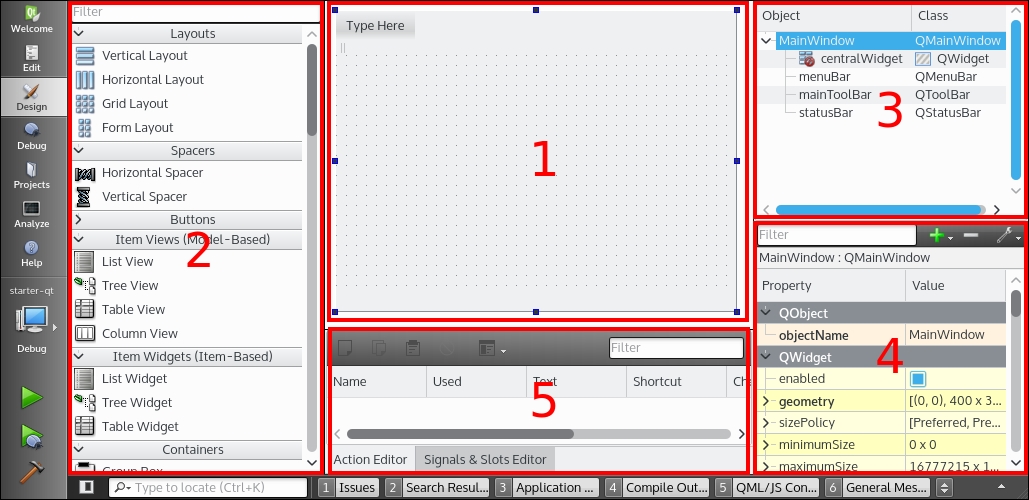 Welcome
Edit
Design
Debug
Projects
Analyze
Help
starter-qt
Debug
Filter
Layouts
Vertical Layout
Horizontal Layout
Grid Layout
Form Layout
Spacers
Horizontal Spacer
Vertical Spacer
Buttons
Item Views (Model-Based)
2
List View
Tree View
Table View
Column View
Item Widgets (Item-Based)
List Widget
Tree Widget
Table Widget
Containers
Group Box
Type Here
1
Filter
Name Used Text Shortcut Che
5
Action Editor Signals & Slots Editor
Object Class
MainWindow QMainWindow
centralWidget QWidget
menuBar QMenuBar
mainToolBar QToolBar
3
statusBar QStatusBar
Filter
MainWindow : QMainWindow
Property Value
QObject
objectName MainWindow
QWidget
4
enabled
geometry [(0, 0), 400 x 3...
sizePolicy [Preferred, Pre...
minimumSize 0 x 0
maximumSize 16777215 x 1...
Type to locate (Ctrl+K) 1 Issues 2 Search Resul... 3 Application ... 4 Compile Out... 5 QML/JS Con... 6 General Mess...